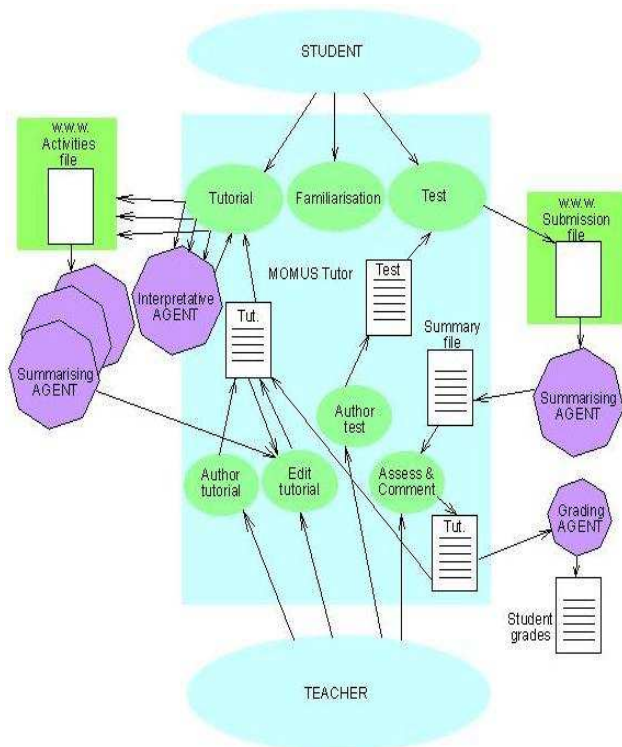 STUDENT
w.w.w.
Activities
file
Tutorial
Familiarisation
Test
w.w.w.
Submission
file
Interpretative
AGENT
MOMUS Tutor
Test
Tut.
Summary
file
Summarising
AGENT
Summarising
AGENT
Author
test
Author
tutorial
Edit
tutorial
Assess &
Comment
Grading
AGENT
Tut.
Student
grades
TEACHER